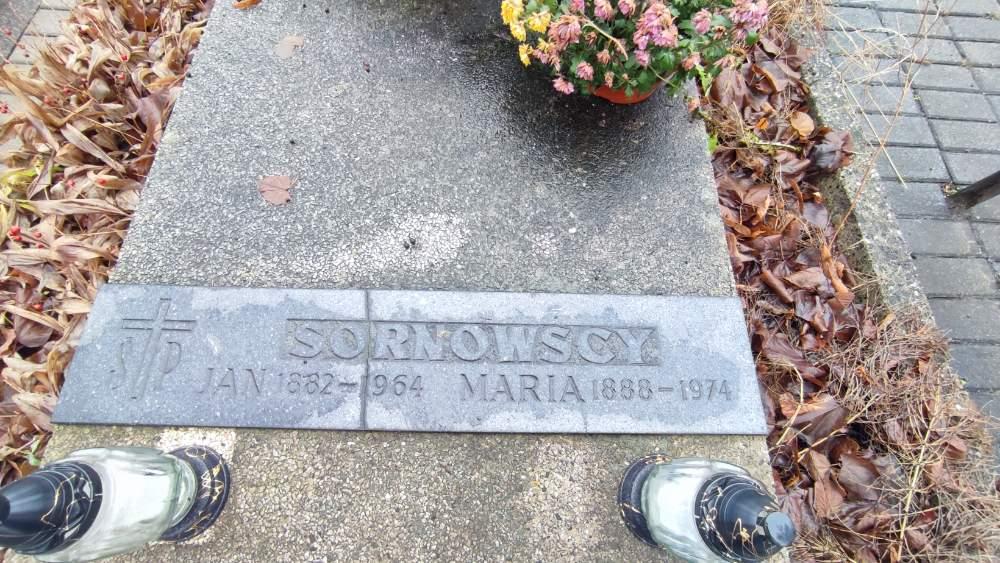 SORNOWSCY
Ś P
JAN 1882-1964 MARIA 1888-1974